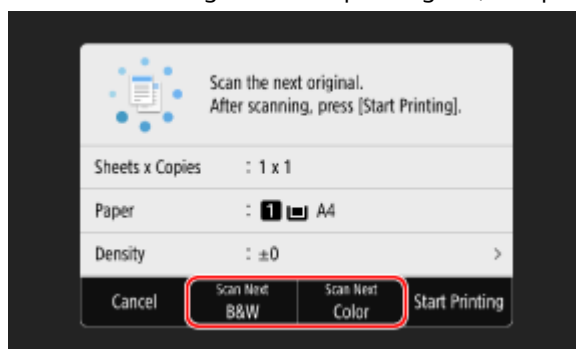 Scan the next original.
After scanning, press [Start Printing].
Sheets x Copies : 1 x 1
Paper : 1 A4
Density : ±0 >
Cancel
Scan Next
B&W
Scan Next
Color
Start Printing